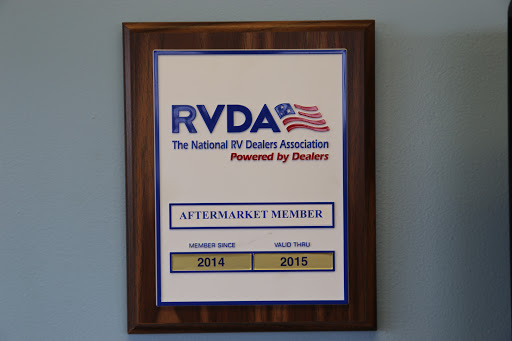 RVDA
The National RV Dealers Association
Powered by Dealers
AFTERMARKET MEMBER
MEMBER SINCE VALID THRU
2014 2015